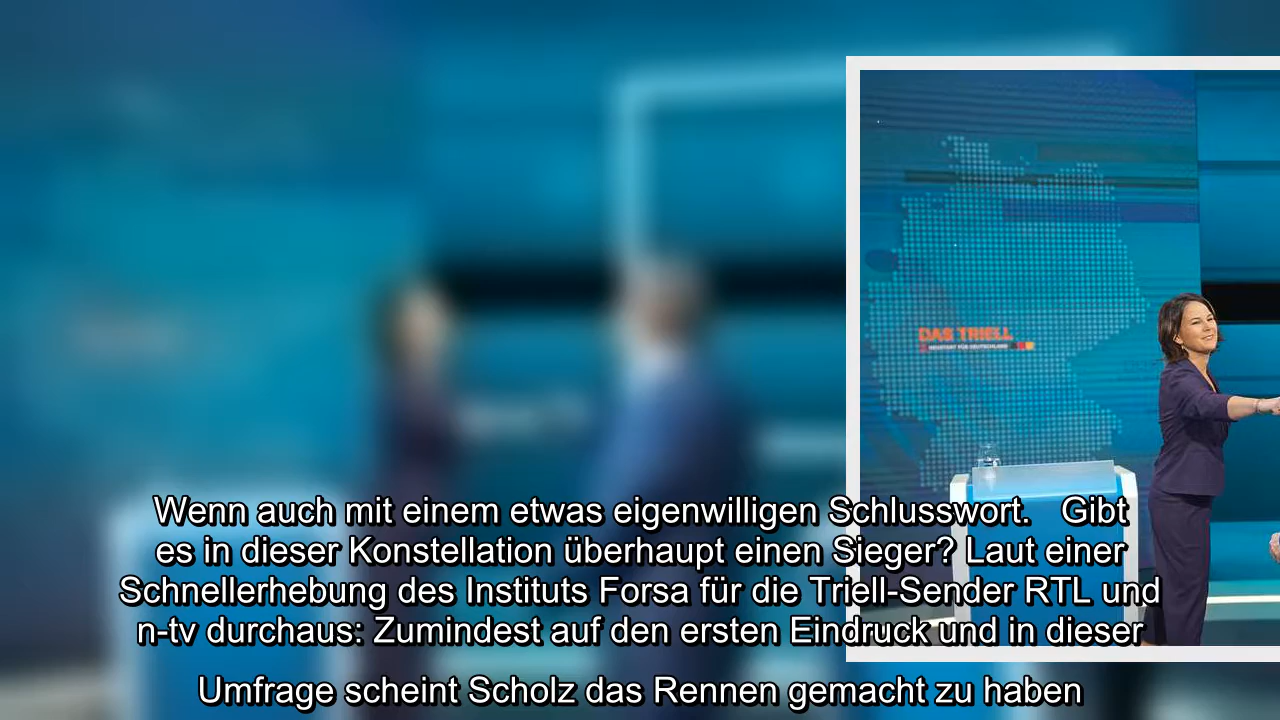 DAS TRIELL
Wenn auch mit einem etwas eigenwilligen Schlusswort.   Gibt
es in dieser Konstellation überhaupt einen Sieger? Laut einer
Schnellerhebung des Instituts Forsa für die Triell-Sender RTL und
n-tv durchaus: Zumindest auf den ersten Eindruck und in dieser
Umfrage scheint Scholz das Rennen gemacht zu haben